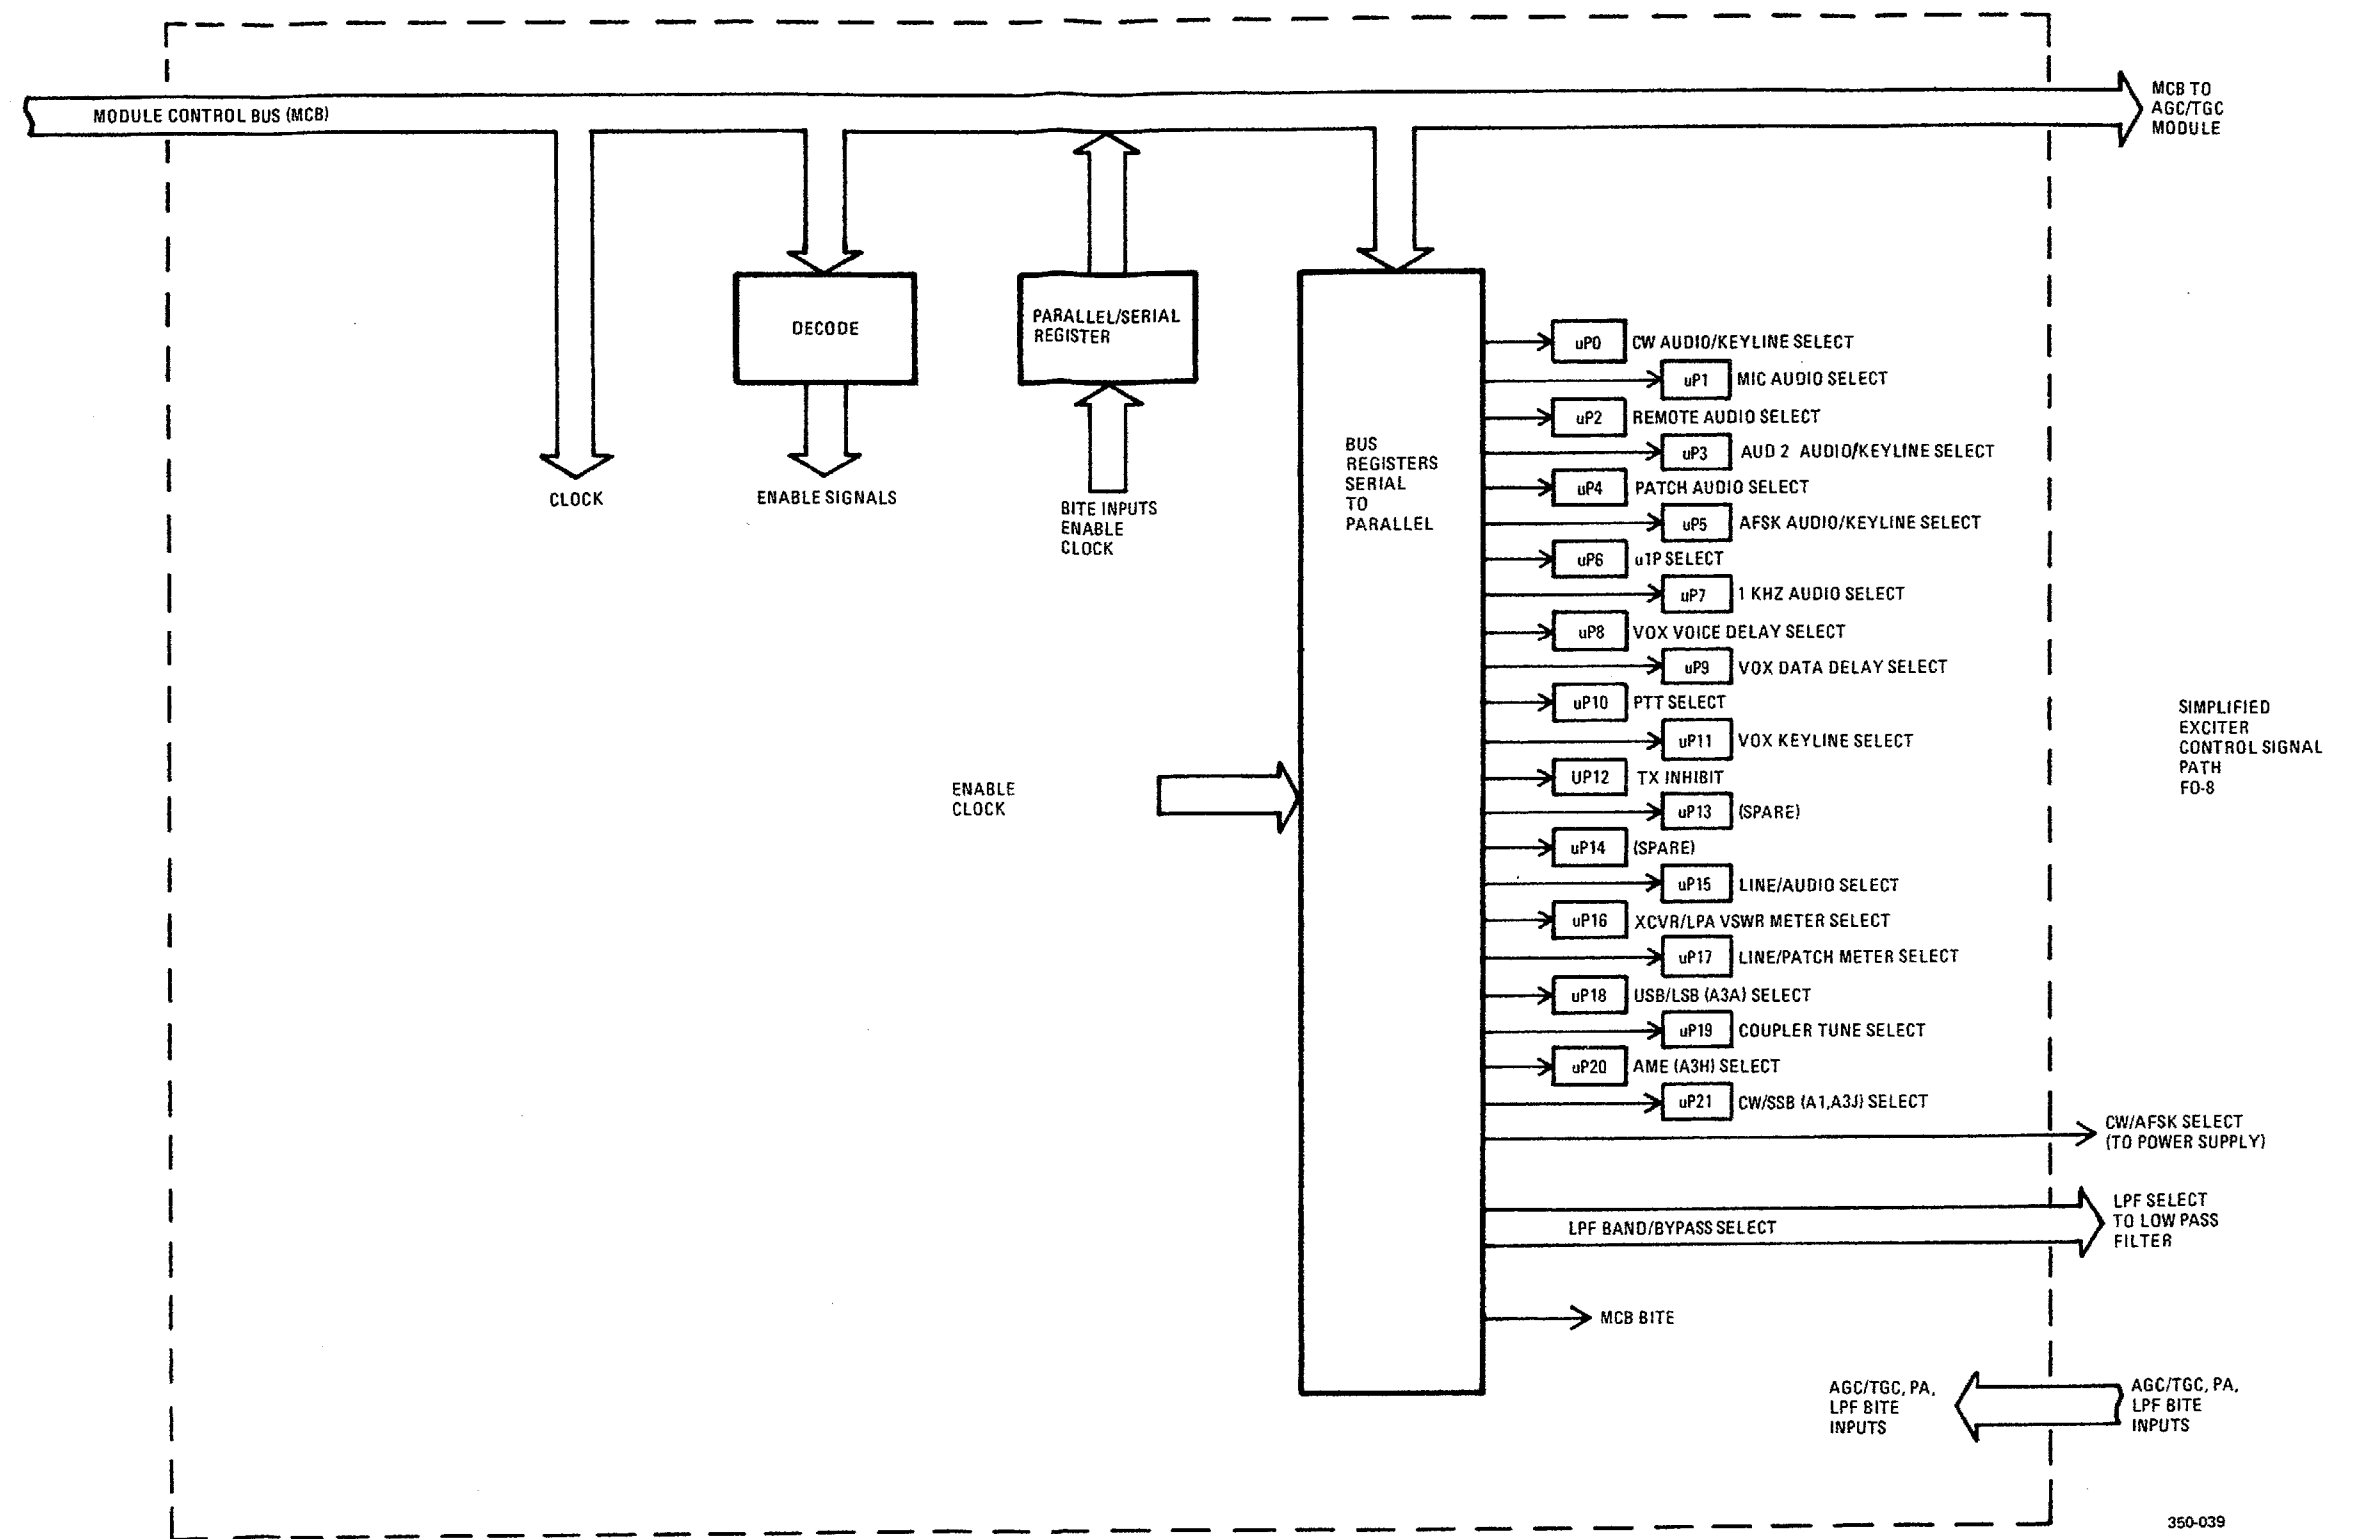 MODULE CONTROL BUS (MCB)
MCB TO
AGC/TGC
MODULE
DECODE
PARALLEL/SERIAL
REGISTER
CLOCK
ENABLE SIGNALS
BITE INPUTS
ENABLE
CLOCK
BUS
REGISTERS
SERIAL
TO
PARALLEL
uP0 CW AUDIO/KEYLINE SELECT
uP1 MIC AUDIO SELECT
uP2 REMOTE AUDIO SELECT
uP3 AUD 2 AUDIO/KEYLINE SELECT
uP4 PATCH AUDIO SELECT
uP5 AFSK AUDIO/KEYLINE SELECT
uP6 u1P SELECT
uP7 1 KHZ AUDIO SELECT
uP8 VOX VOICE DELAY SELECT
uP9 VOX DATA DELAY SELECT
uP10 PTT SELECT
uP11 VOX KEYLINE SELECT
UP12 TX INHIBIT
uP13 (SPARE)
uP14 (SPARE)
uP15 LINE/AUDIO SELECT
uP16 XCVR/LPA VSWR METER SELECT
uP17 LINE/PATCH METER SELECT
uP18 USB/LSB (A3A) SELECT
uP19 COUPLER TUNE SELECT
uP20 AME (A3H) SELECT
uP21 CW/SSB (A1,A3J) SELECT
ENABLE
CLOCK
SIMPLIFIED
EXCITER
CONTROL SIGNAL
PATH
FO-8
CW/AFSK SELECT
(TO POWER SUPPLY)
LPF BAND/BYPASS SELECT
LPF SELECT
TO LOW PASS
FILTER
MCB BITE
AGC/TGC, PA,
LPF BITE
INPUTS
AGC/TGC, PA,
LPF BITE
INPUTS
350-039